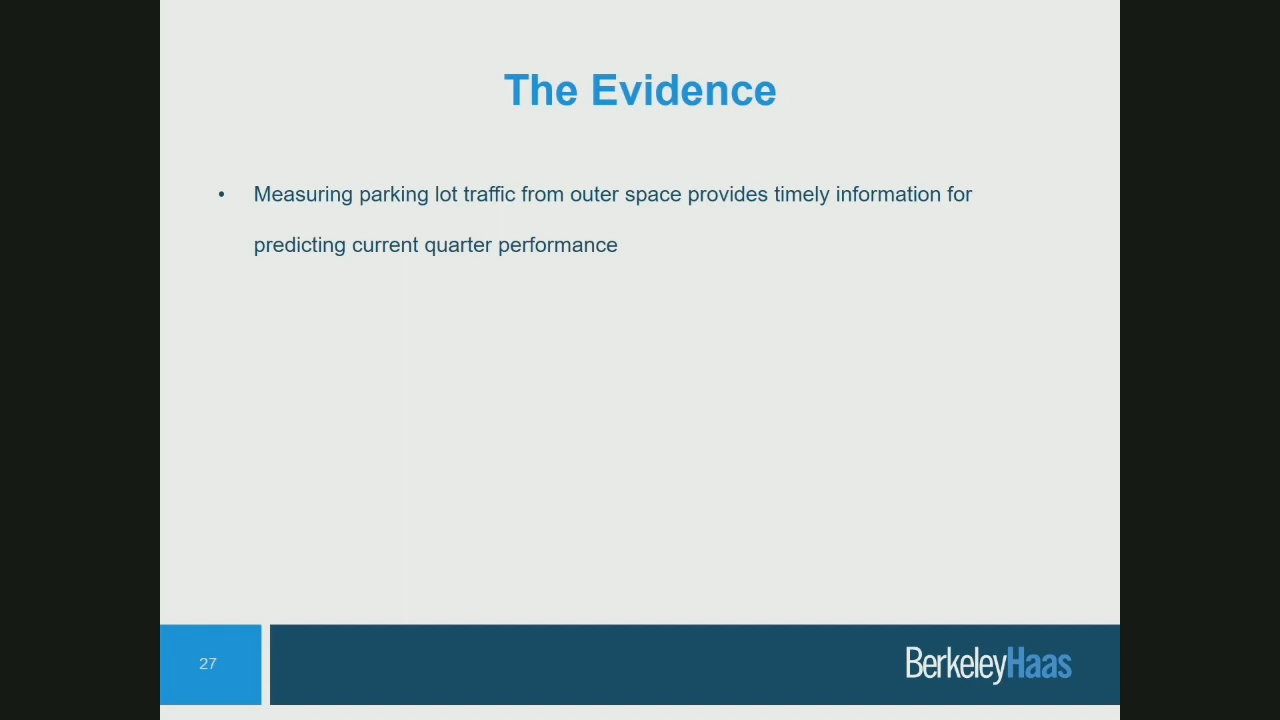 The Evidence
• Measuring parking lot traffic from outer space provides timely information for
predicting current quarter performance
27
BerkeleyHaas